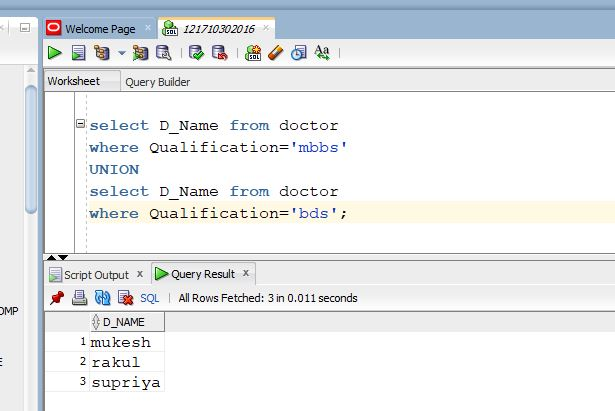 Welcome Page
121710302016
Worksheet
Query Builder
select D_Name from doctor
where Qualification='mbbs'
UNION
select D_Name from doctor
where Qualification='bds';
Script Output x
Query Result x
SQL | All Rows Fetched: 3 in 0.011 seconds
D_NAME
1 mukesh
2 rakul
3 supriya
OMP
E